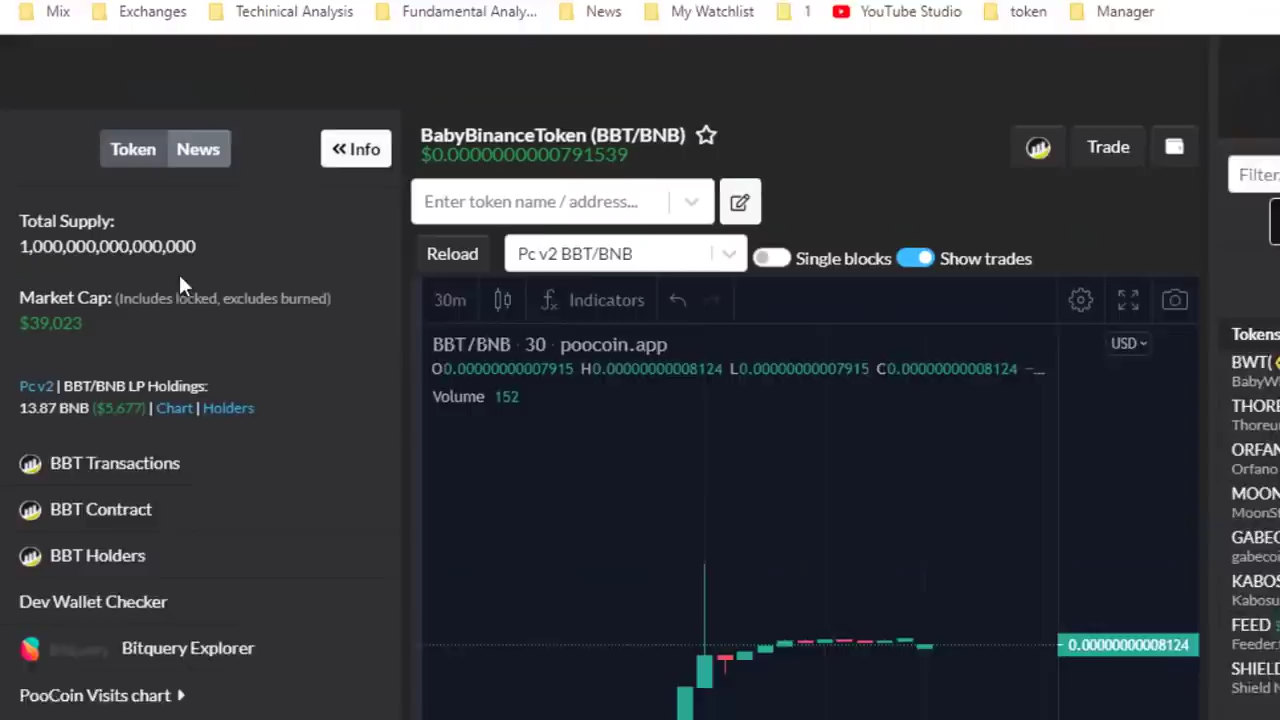 Mix Exchanges Techinical Analysis Fundamental Analy... News My Watchlist 1 YouTube Studio token Manager
Token News
« Info
Total Supply:
1,000,000,000,000,000
Market Cap: (Includes locked, excludes burned)
$39,023
Pc v2 | BBT/BNB LP Holdings:
13.87 BNB ($5,677) | Chart | Holders
BBT Transactions
BBT Contract
BBT Holders
Dev Wallet Checker
Bitquery Explorer
PooCoin Visits chart
BabyBinanceToken (BBT/BNB)
$0.0000000000791539
Trade
Enter token name / address...
Reload Pc v2 BBT/BNB Single blocks Show trades
30m Indicators
BBT/BNB · 30 · poocoin.app
USD
O0.00000000007915 H0.00000000008124 L0.00000000007915 C0.00000000008124 −...
Volume 152
0.00000000008124
Filter
Tokens
BWT(
BabyW
THORE
Thoreu
ORFAN
Orfano
MOON
MoonSt
GABEC
gabecoi
KABOS
Kabosu
FEED
Feeder.
SHIELD
Shield N